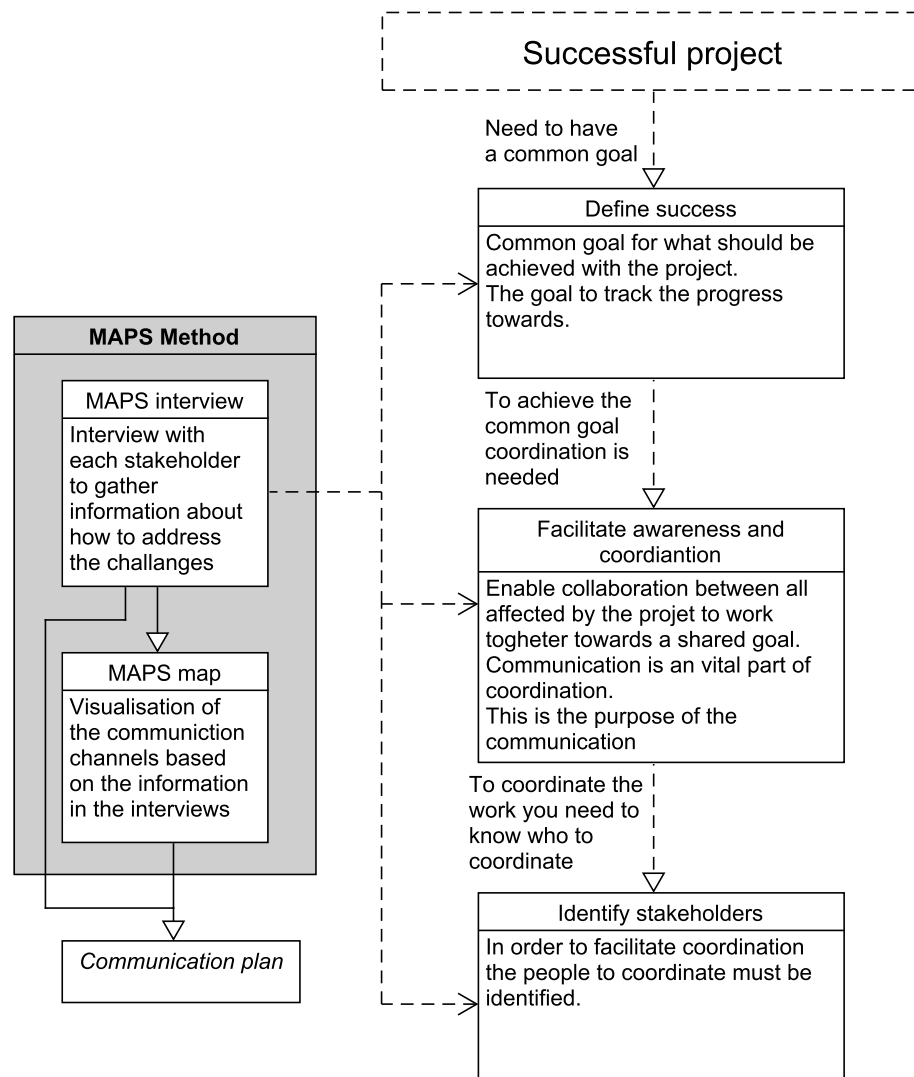 Successful project
Need to have
a common goal
Define success
Common goal for what should be
achieved with the project.
The goal to track the progress
towards.
MAPS Method
MAPS interview
Interview with
each stakeholder
to gather
information about
how to address
the challanges
To achieve the
common goal
coordination is
needed
Facilitate awareness and
coordiantion
Enable collaboration between all
affected by the projet to work
togheter towards a shared goal.
Communication is an vital part of
coordination.
This is the purpose of the
communication
MAPS map
Visualisation of
the communiction
channels based
on the information
in the interviews
To coordinate the
work you need to
know who to
coordinate
Identify stakeholders
In order to facilitate coordination
the people to coordinate must be
identified.
Communication plan